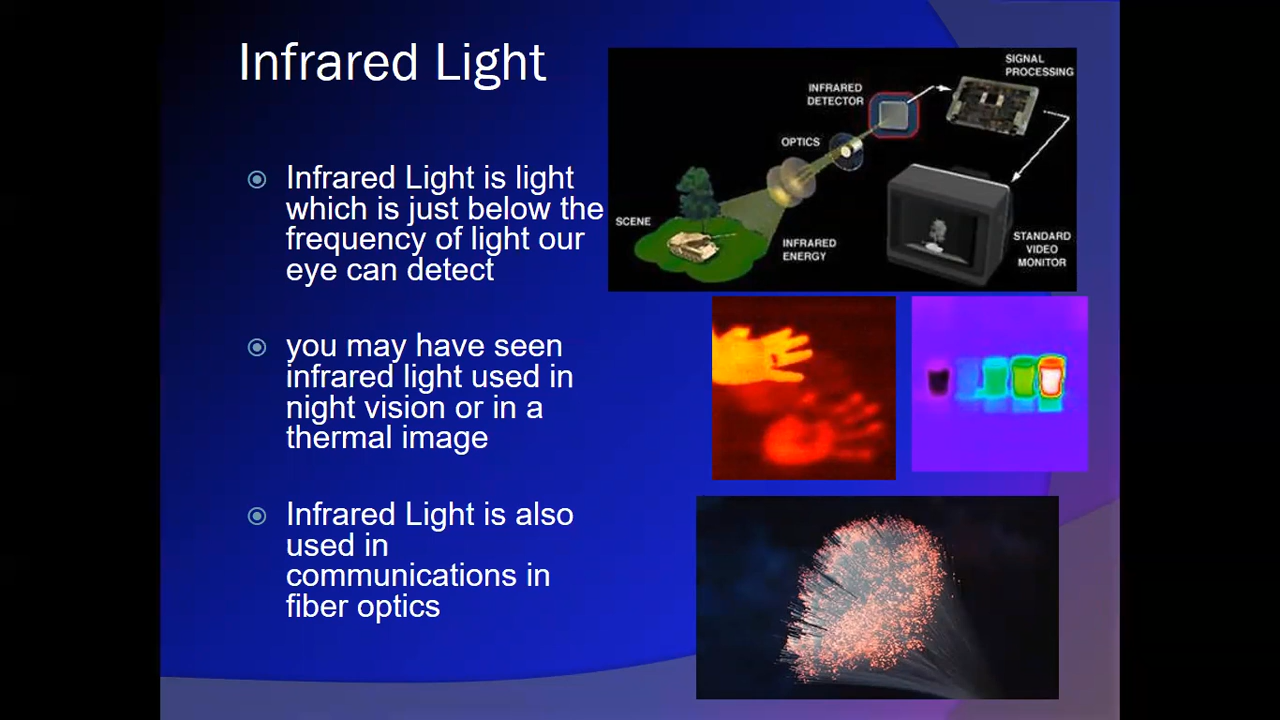 Infrared Light
Infrared Light is light
which is just below the
frequency of light our
eye can detect
you may have seen
infrared light used in
night vision or in a
thermal image
Infrared Light is also
used in
communications in
fiber optics
SIGNAL
PROCESSING
INFRARED
DETECTOR
OPTICS
SCENE
INFRARED
ENERGY
STANDARD
VIDEO
MONITOR